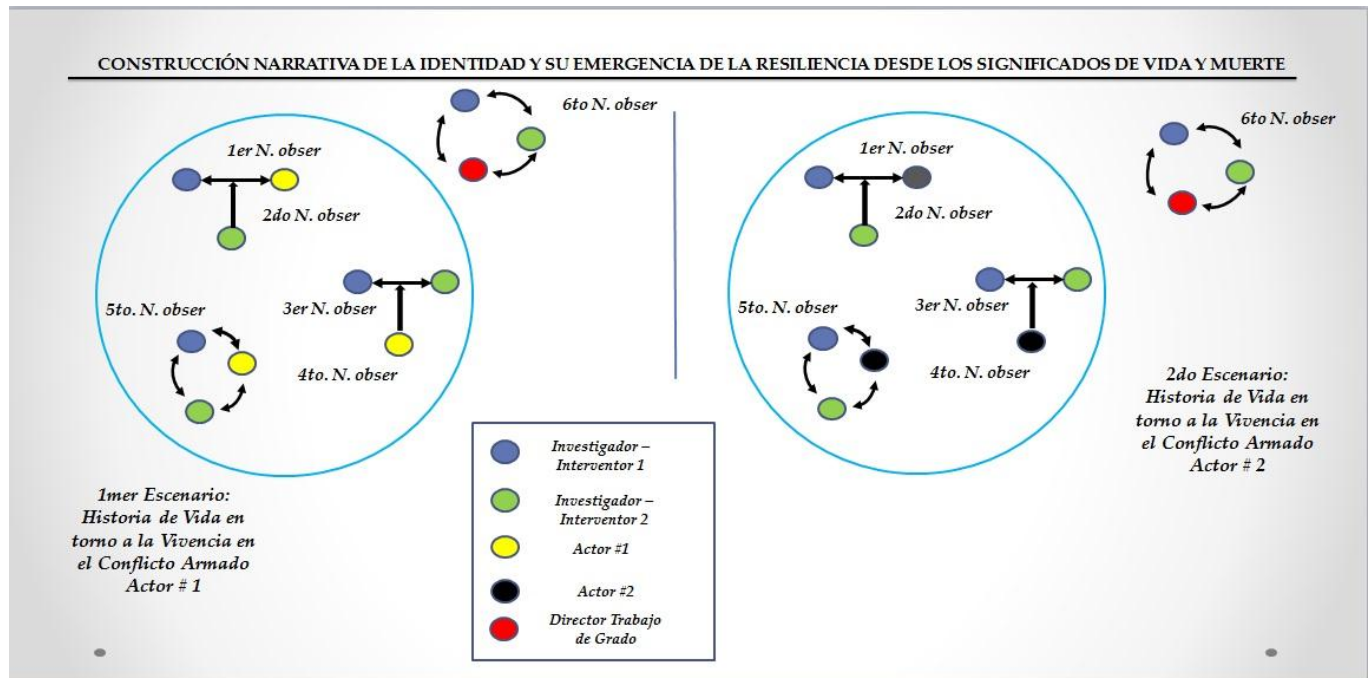 CONSTRUCCIÓN NARRATIVA DE LA IDENTIDAD Y SU EMERGENCIA DE LA RESILIENCIA DESDE LOS SIGNIFICADOS DE VIDA Y MUERTE
6to N. obser
1er N. obser
2do N. obser
3er N. obser
5to. N. obser
4to. N. obser
1mer Escenario:
Historia de Vida en
torno a la Vivencia en
el Conflicto Armado
Actor # 1
6to N. obser
1er N. obser
2do N. obser
3er N. obser
5to. N. obser
4to. N. obser
2do Escenario:
Historia de Vida en
torno a la Vivencia en
el Conflicto Armado
Actor # 2
Investigador –
Interventor 1
Investigador –
Interventor 2
Actor #1
Actor #2
Director Trabajo
de Grado